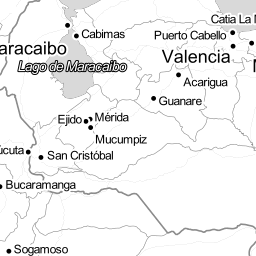 Catia La M
Cabimas
Puerto Cabello
aracaibo
Valencia
Lago de Maracaibo
Acarigua
Guanare
Ejido
Mérida
Mucumpiz
úcuta
San Cristóbal
Bucaramanga
Sogamoso